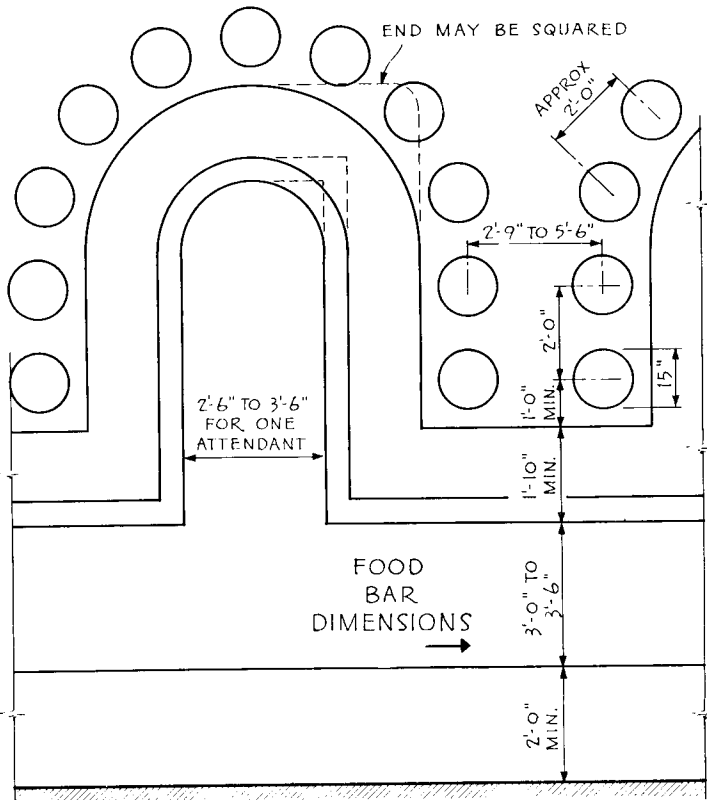 END MAY BE SQUARED
APPROX
2'-0"
2'-9" TO 5'-6"
2'-0"
15"
1'-0"
MIN.
2'-6" TO 3'-6"
FOR ONE
ATTENDANT
1'-10"
MIN.
FOOD
BAR
DIMENSIONS
3'-0" TO
3'-6"
2'-0"
MIN.